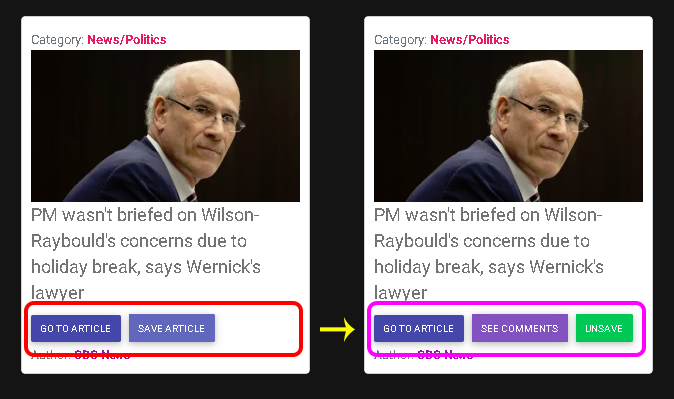 Category: News/Politics
PM wasn't briefed on Wilson-
Raybould's concerns due to
holiday break, says Wernick's
lawyer
GO TO ARTICLE SAVE ARTICLE
Author: CBC News
Category: News/Politics
PM wasn't briefed on Wilson-
Raybould's concerns due to
holiday break, says Wernick's
lawyer
GO TO ARTICLE SEE COMMENTS UNSAVE
Author: CBC News